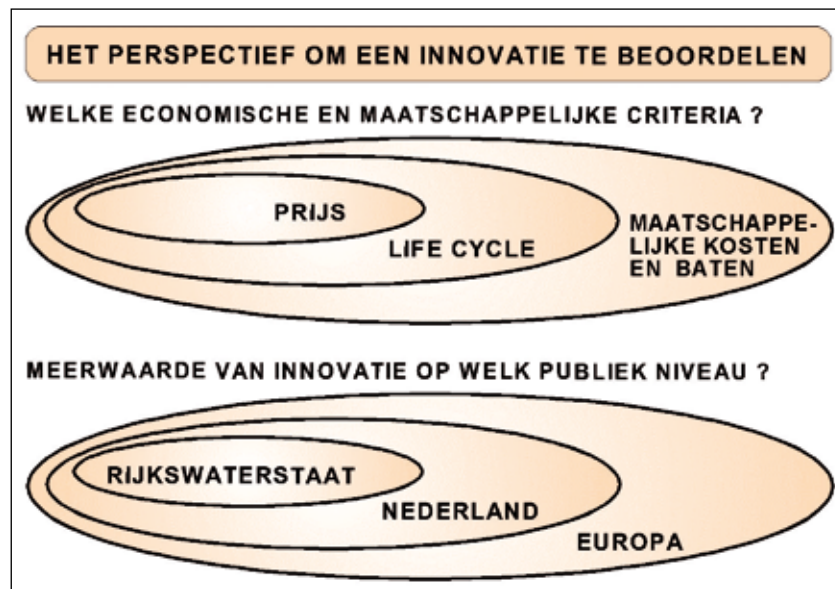 HET PERSPECTIEF OM EEN INNOVATIE TE BEOORDELEN
WELKE ECONOMISCHE EN MAATSCHAPPELIJKE CRITERIA ?
PRIJS
LIFE CYCLE
MAATSCHAPPE-
LIJKE KOSTEN
EN BATEN
MEERWAARDE VAN INNOVATIE OP WELK PUBLIEK NIVEAU ?
RIJKSWATERSTAAT
NEDERLAND
EUROPA